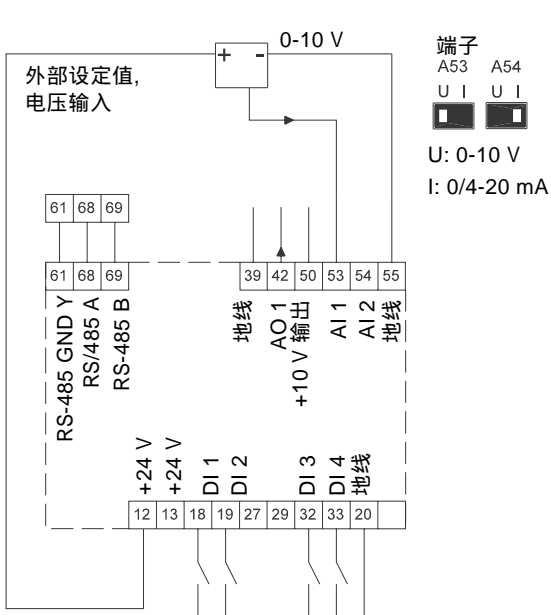 0-10 V
+ -
外部设定值,
电压输入
端子
A53 A54
U I U I
U: 0-10 V
I: 0/4-20 mA
61 68 69
61 68 69
39 42 50 53 54 55
RS-485 GND Y
RS/485 A
RS-485 B
地线
AO 1
+10 V 输出
AI 1
AI 2
地线
+24 V
+24 V
DI 1
DI 2
DI 3
DI 4
地线
12 13 18 19 27 29 32 33 20